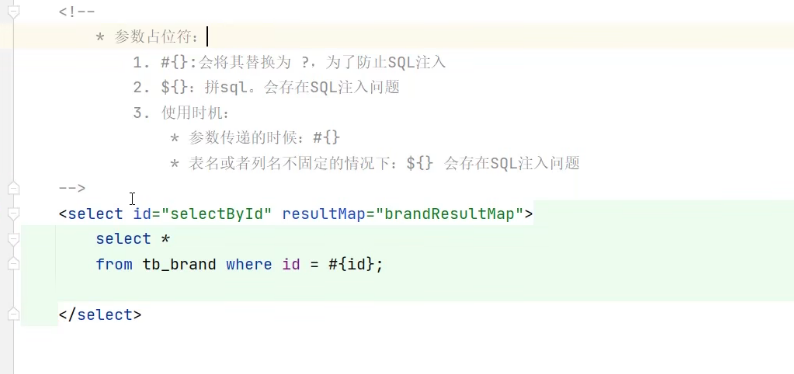 <!--
* 参数占位符：
1. #{}:会将其替换为 ?，为了防止SQL注入
2. ${}：拼sql。会存在SQL注入问题
3. 使用时机：
* 参数传递的时候：#{}
* 表名或者列名不固定的情况下：${} 会存在SQL注入问题
-->
<select id="selectById" resultMap="brandResultMap">
select *
from tb_brand where id = #{id};
</select>